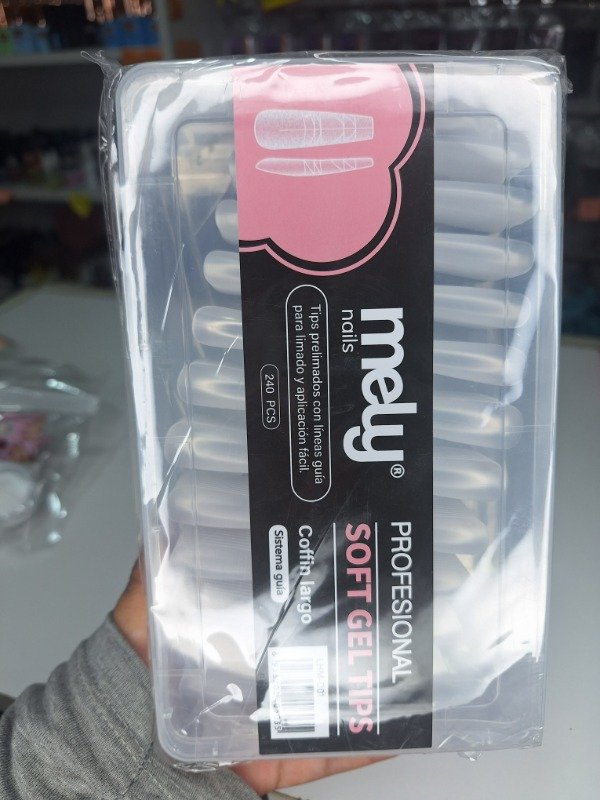 mely®
nails
Tips prelimados con líneas guía
para limado y aplicación fácil.
240 PCS
PROFESIONAL
SOFT GEL TIPS
Coffin largo
Sistema guía